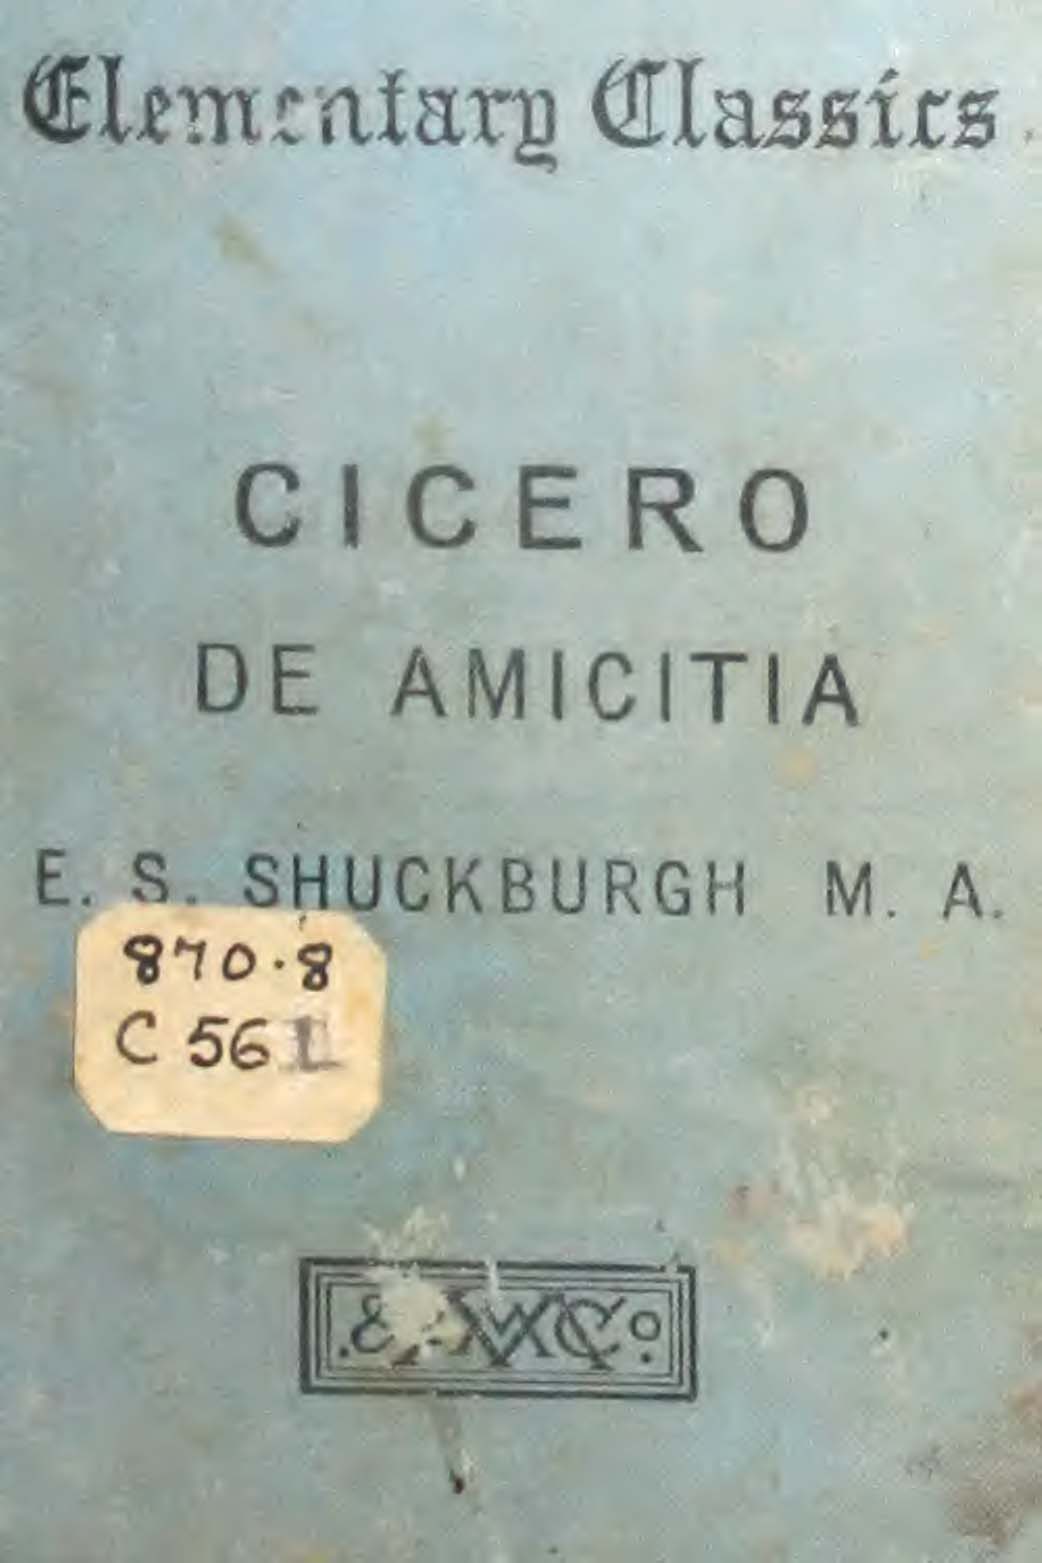 Elementary Classics.
CICERO
DE AMICITIA
E. S. SHUCKBURGH M. A.
870.8
C 56 L